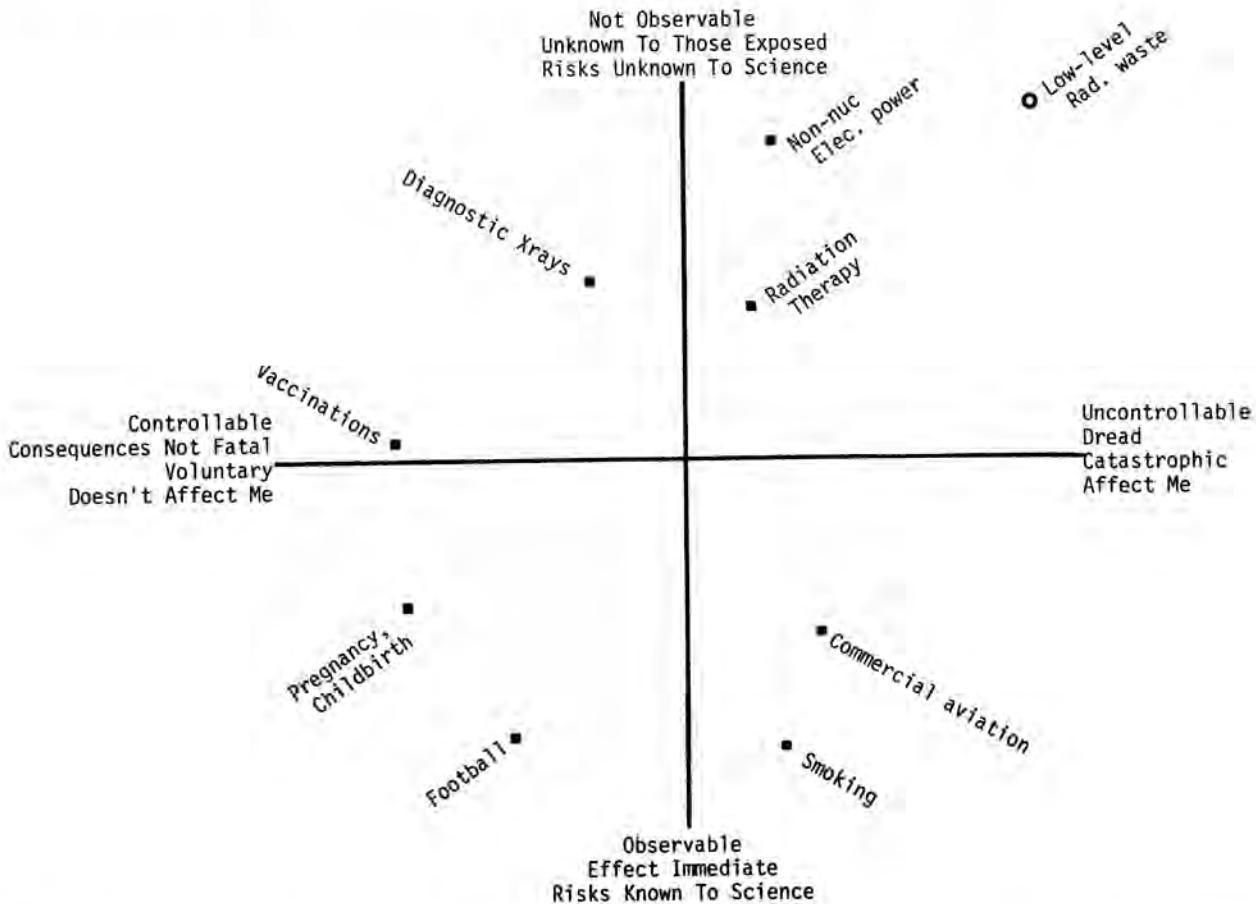 Not Observable
Unknown To Those Exposed
Risks Unknown To Science
Low-level
Rad. waste
Non-nuc
Elec. power
Diagnostic Xrays
Radiation
Therapy
Vaccinations
Controllable
Consequences Not Fatal
Voluntary
Doesn't Affect Me
Uncontrollable
Dread
Catastrophic
Affect Me
Pregnancy,
Childbirth
Commercial aviation
Football
Smoking
Observable
Effect Immediate
Risks Known To Science